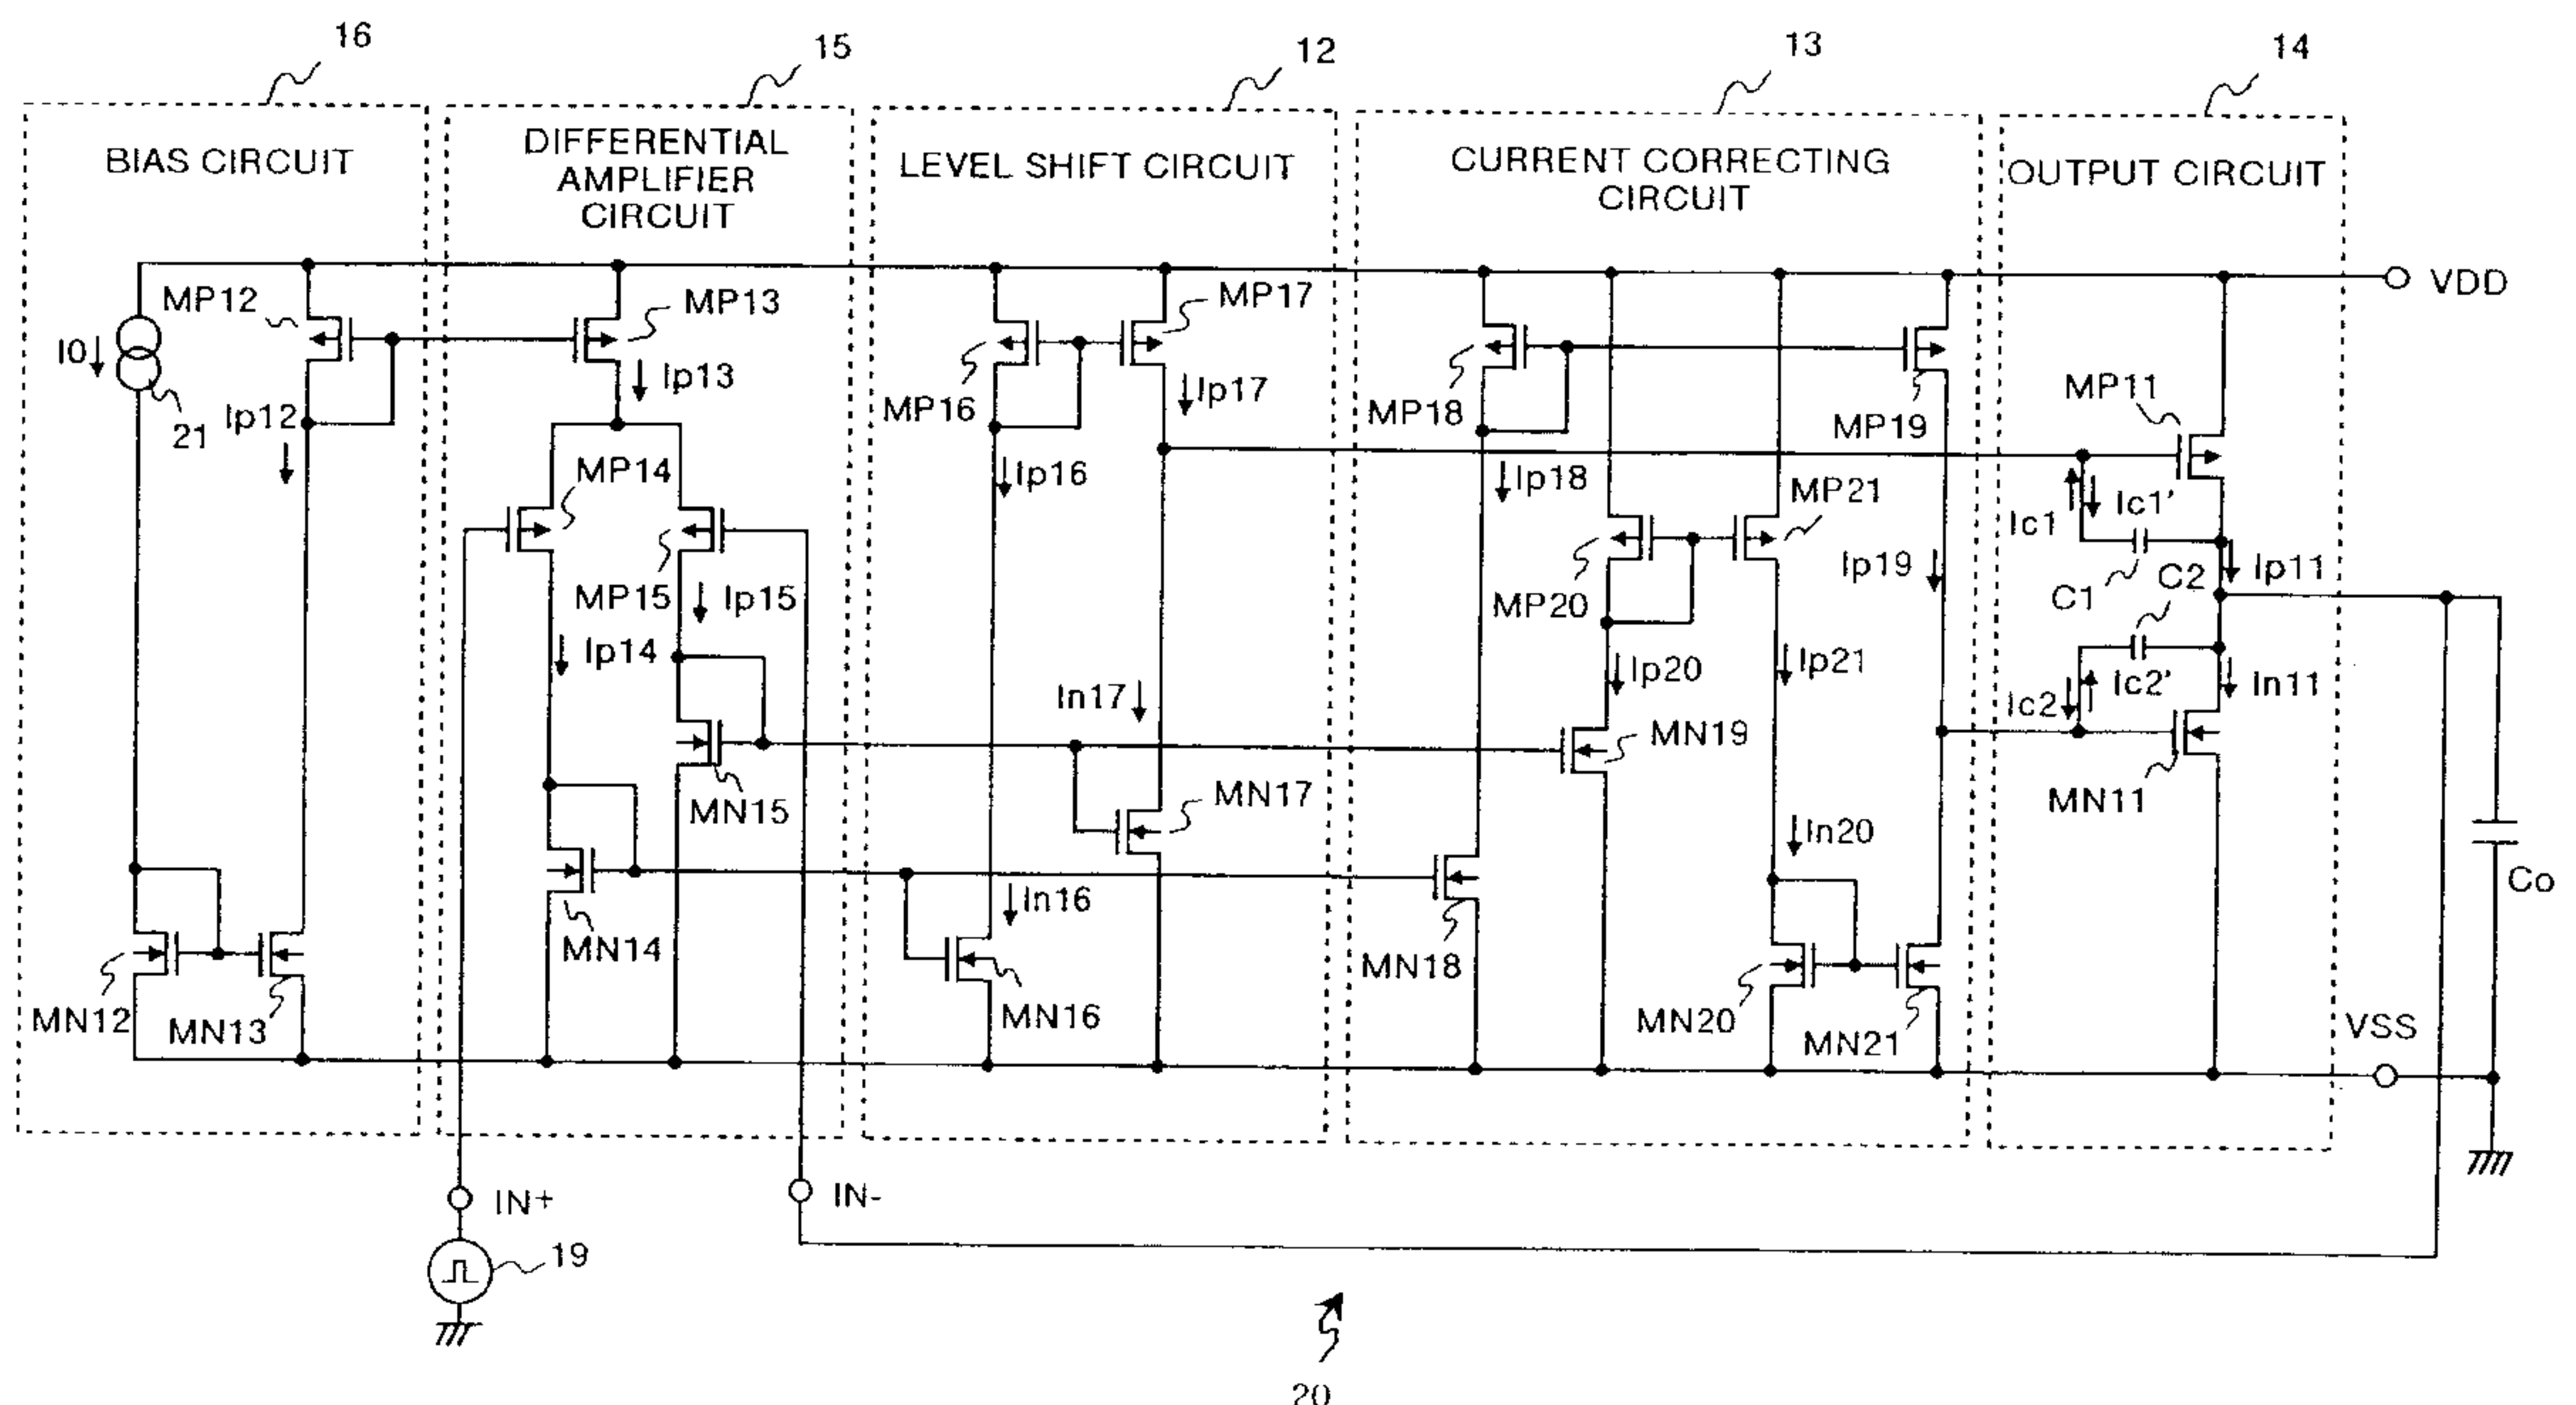 16
15
12
13
14
BIAS CIRCUIT
DIFFERENTIAL
AMPLIFIER
CIRCUIT
LEVEL SHIFT CIRCUIT
CURRENT CORRECTING
CIRCUIT
OUTPUT CIRCUIT
VDD
MP12
MP13
MP17
I0
21
Ip12
Ip13
MP16
Ip17
MP18
MP19
MP11
MP14
Ip16
Ip18
MP21
Ic1
Ic1'
MP15
Ip15
MP20
Ip19
C1
C2
Ip11
Ip14
In17
Ip20
Ip21
Ic2
Ic2'
In11
MN19
MN15
MN17
MN11
In20
Co
In16
MN14
MN18
MN12
MN13
MN16
MN20
MN21
VSS
IN+
IN-
19
20